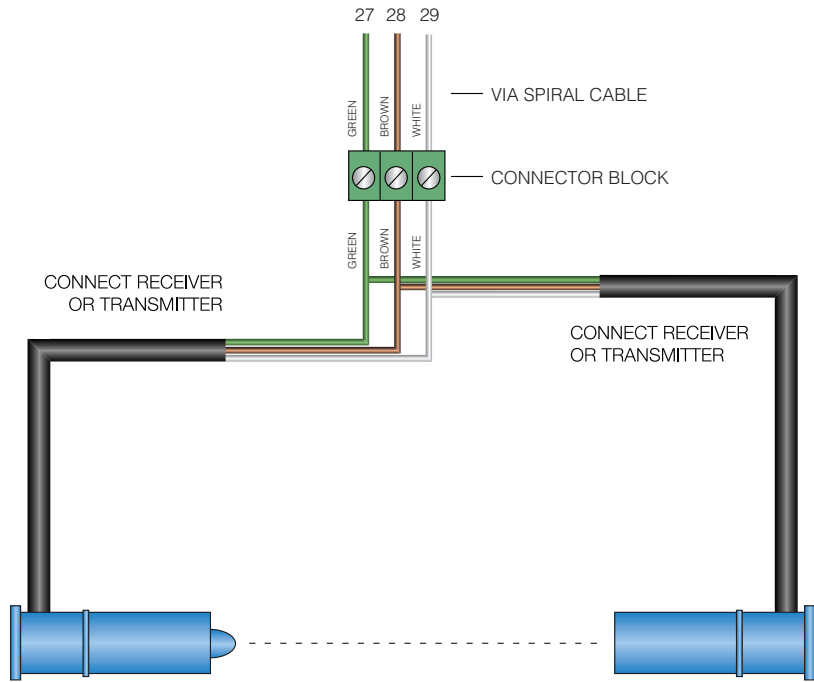 27 28 29
GREEN
BROWN
WHITE
VIA SPIRAL CABLE
CONNECTOR BLOCK
GREEN
BROWN
WHITE
CONNECT RECEIVER
OR TRANSMITTER
CONNECT RECEIVER
OR TRANSMITTER